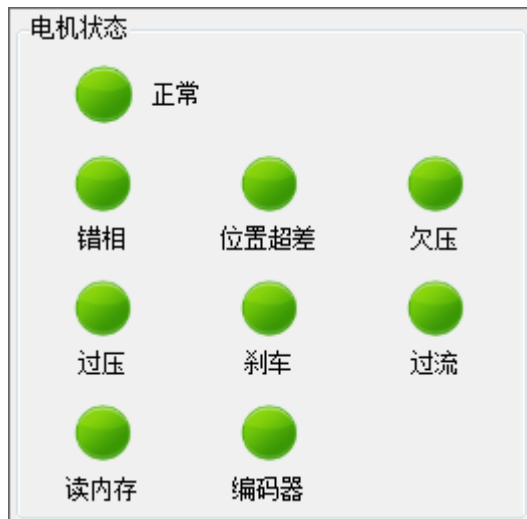 电机状态
正常
错相 位置超差 欠压
过压 刹车 过流
读内存 编码器